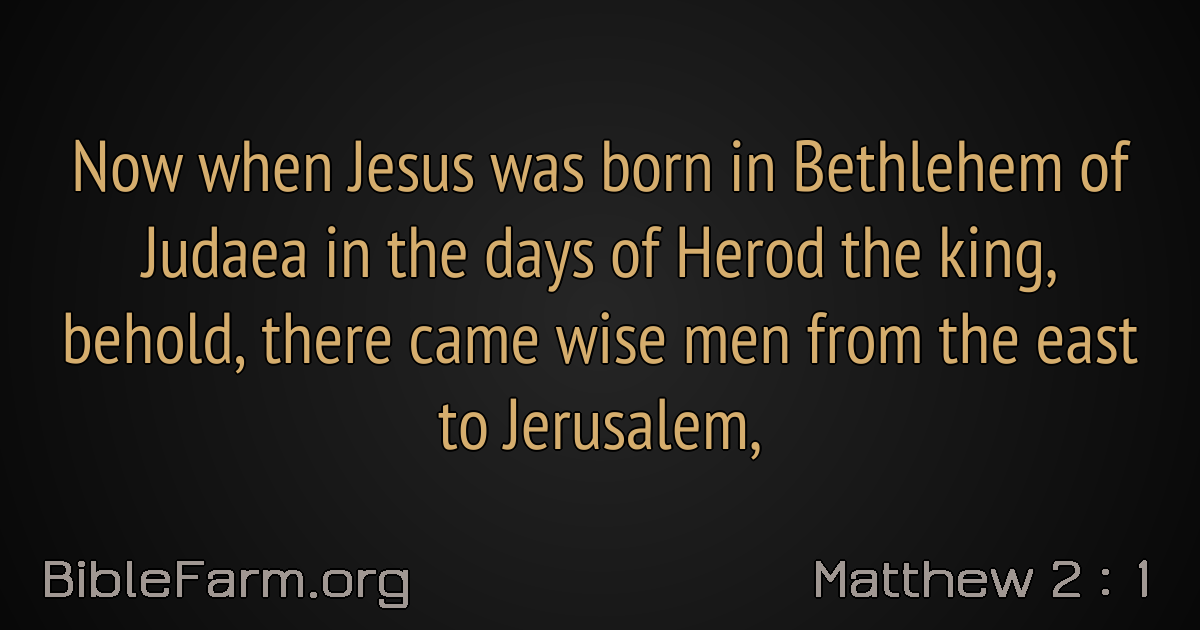 Now when Jesus was born in Bethlehem of
Judaea in the days of Herod the king,
behold, there came wise men from the east
to Jerusalem,
BibleFarm.org
Matthew 2 : 1